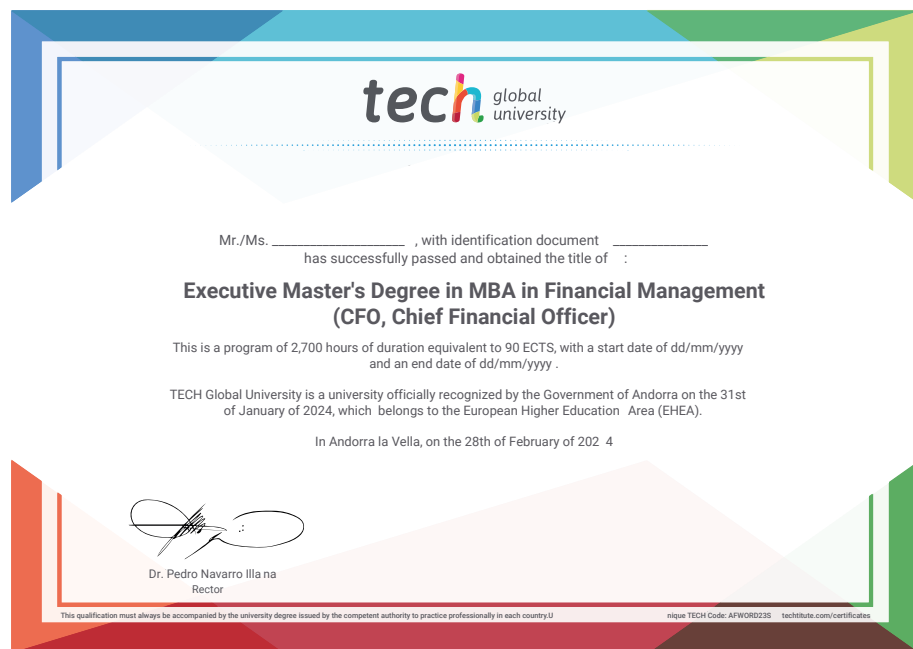 tech global
university
Mr./Ms. _____________________ , with identification document _______________
has successfully passed and obtained the title of :
Executive Master's Degree in MBA in Financial Management
(CFO, Chief Financial Officer)
This is a program of 2,700 hours of duration equivalent to 90 ECTS, with a start date of dd/mm/yyyy
and an end date of dd/mm/yyyy .
TECH Global University is a university officially recognized by the Government of Andorra on the 31st
of January of 2024, which belongs to the European Higher Education Area (EHEA).
In Andorra la Vella, on the 28th of February of 202 4
Dr. Pedro Navarro Illa na
Rector
This qualification must always be accompanied by the university degree issued by the competent authority to practice professionally in each country.U nique TECH Code: AFWORD23S techtitute.com/certificates